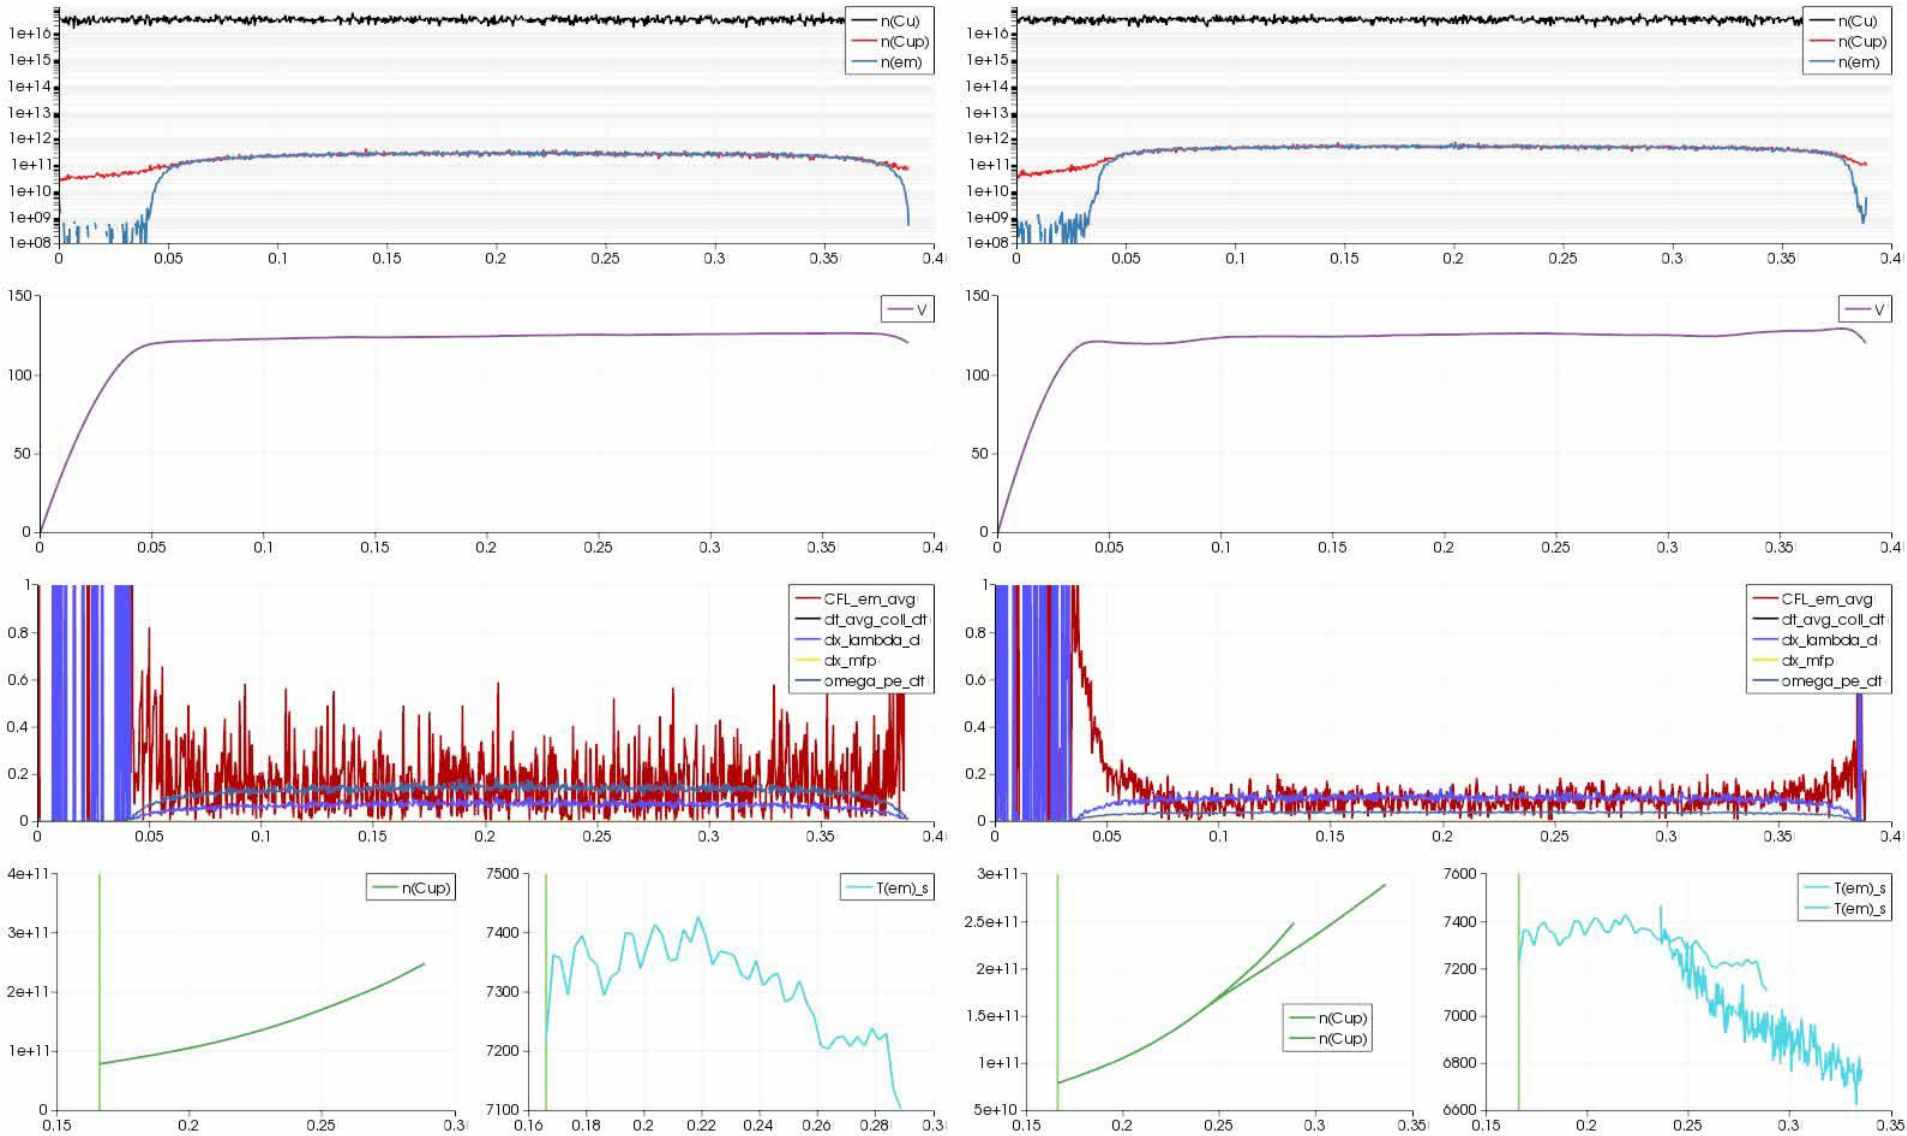 1e+16
1e+15
1e+14
1e+13
1e+12
1e+11
1e+10
1e+09
1e+08
0 0.05 0.1 0.15 0.2 0.25 0.3 0.35 0.4
n(Cu)
n(Cup)
n(em)
1e+16
1e+15
1e+14
1e+13
1e+12
1e+11
1e+10
1e+09
1e+08
0 0.05 0.1 0.15 0.2 0.25 0.3 0.35 0.4
n(Cu)
n(Cup)
n(em)
150
100
50
0
0 0.05 0.1 0.15 0.2 0.25 0.3 0.35 0.4
V
150
100
50
0
0 0.05 0.1 0.15 0.2 0.25 0.3 0.35 0.4
V
1
0.8
0.6
0.4
0.2
0
0 0.05 0.1 0.15 0.2 0.25 0.3 0.35 0.4
CFL_em_avg
dt_avg_coll_dt
dx_lambda_d
dx_mfp
omega_pe_dt
1
0.8
0.6
0.4
0.2
0
0 0.05 0.1 0.15 0.2 0.25 0.3 0.35 0.4
CFL_em_avg
dt_avg_coll_dt
dx_lambda_d
dx_mfp
omega_pe_dt
4e+11
3e+11
2e+11
1e+11
0
0.15 0.2 0.25 0.3
n(Cup)
7500
7400
7300
7200
7100
0.16 0.18 0.2 0.22 0.24 0.26 0.28 0.3
T(em)_s
3e+11
2.5e+11
2e+11
1.5e+11
1e+11
5e+10
0.15 0.2 0.25 0.3 0.35
n(Cup)
n(Cup)
7600
7400
7200
7000
6800
6600
0.15 0.2 0.25 0.3 0.35
T(em)_s
T(em)_s